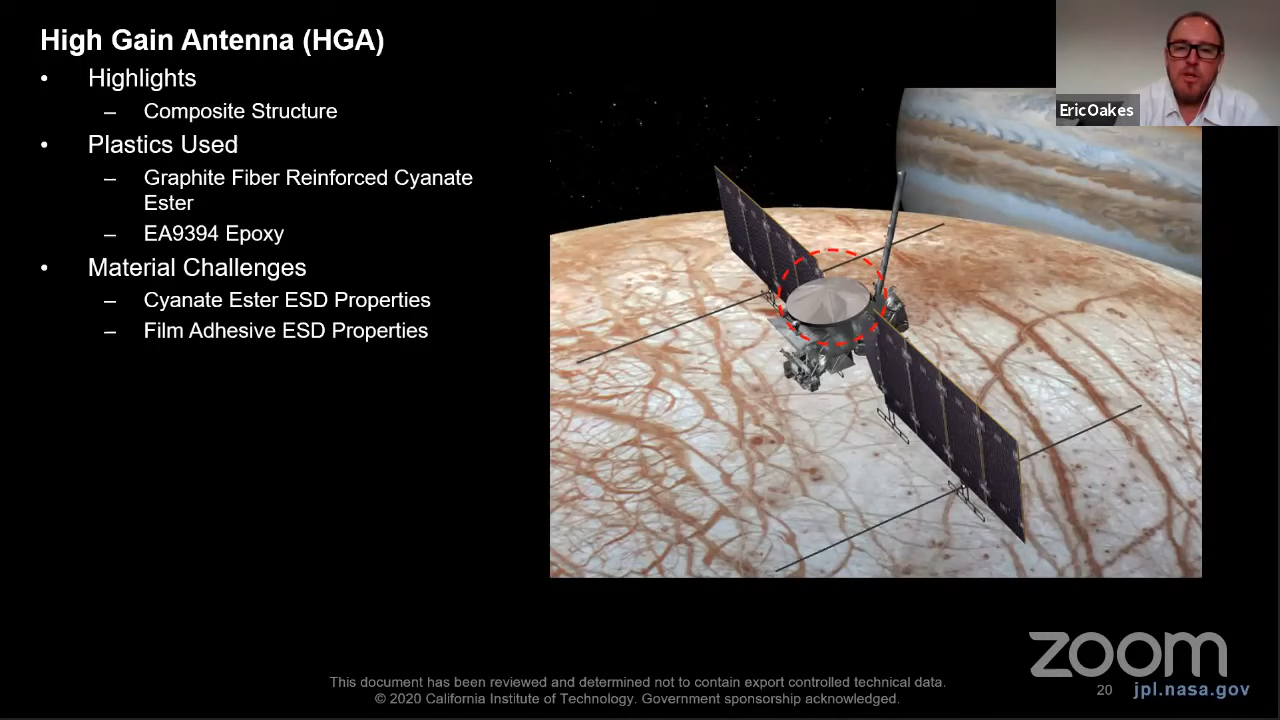 High Gain Antenna (HGA)
• Highlights
– Composite Structure
• Plastics Used
– Graphite Fiber Reinforced Cyanate
Ester
– EA9394 Epoxy
• Material Challenges
– Cyanate Ester ESD Properties
– Film Adhesive ESD Properties
Eric Oakes
zoom
This document has been reviewed and determined not to contain export controlled technical data.
© 2020 California Institute of Technology. Government sponsorship acknowledged.
20 jpl.nasa.gov